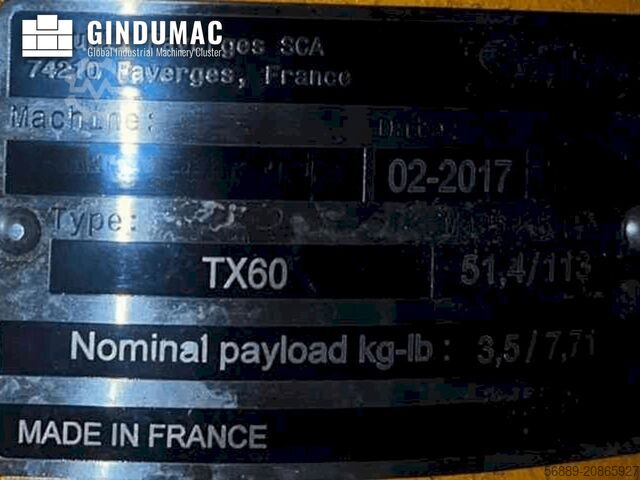 GINDUMAC
Global Industrial Machinery Cluster
SCA
74210 Faverges, France
Machine: Date:
02-2017
Type:
TX60 51,4/113
Nominal payload kg-lb : 3,5/7,71
MADE IN FRANCE
56889-20865927